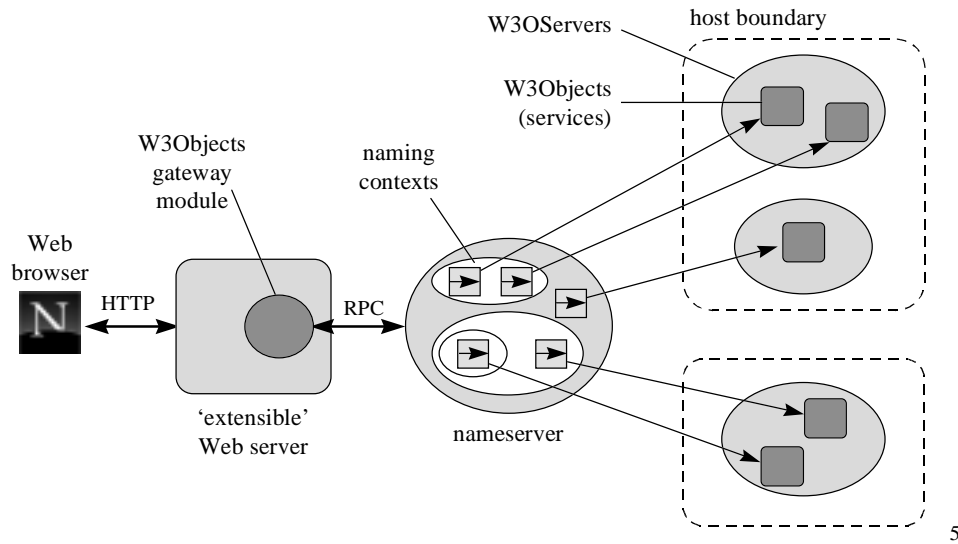 W3OServers
host boundary
W3Objects
(services)
W3Objects
gateway
module
naming
contexts
Web
browser
N
HTTP
RPC
‘extensible’
Web server
nameserver
5